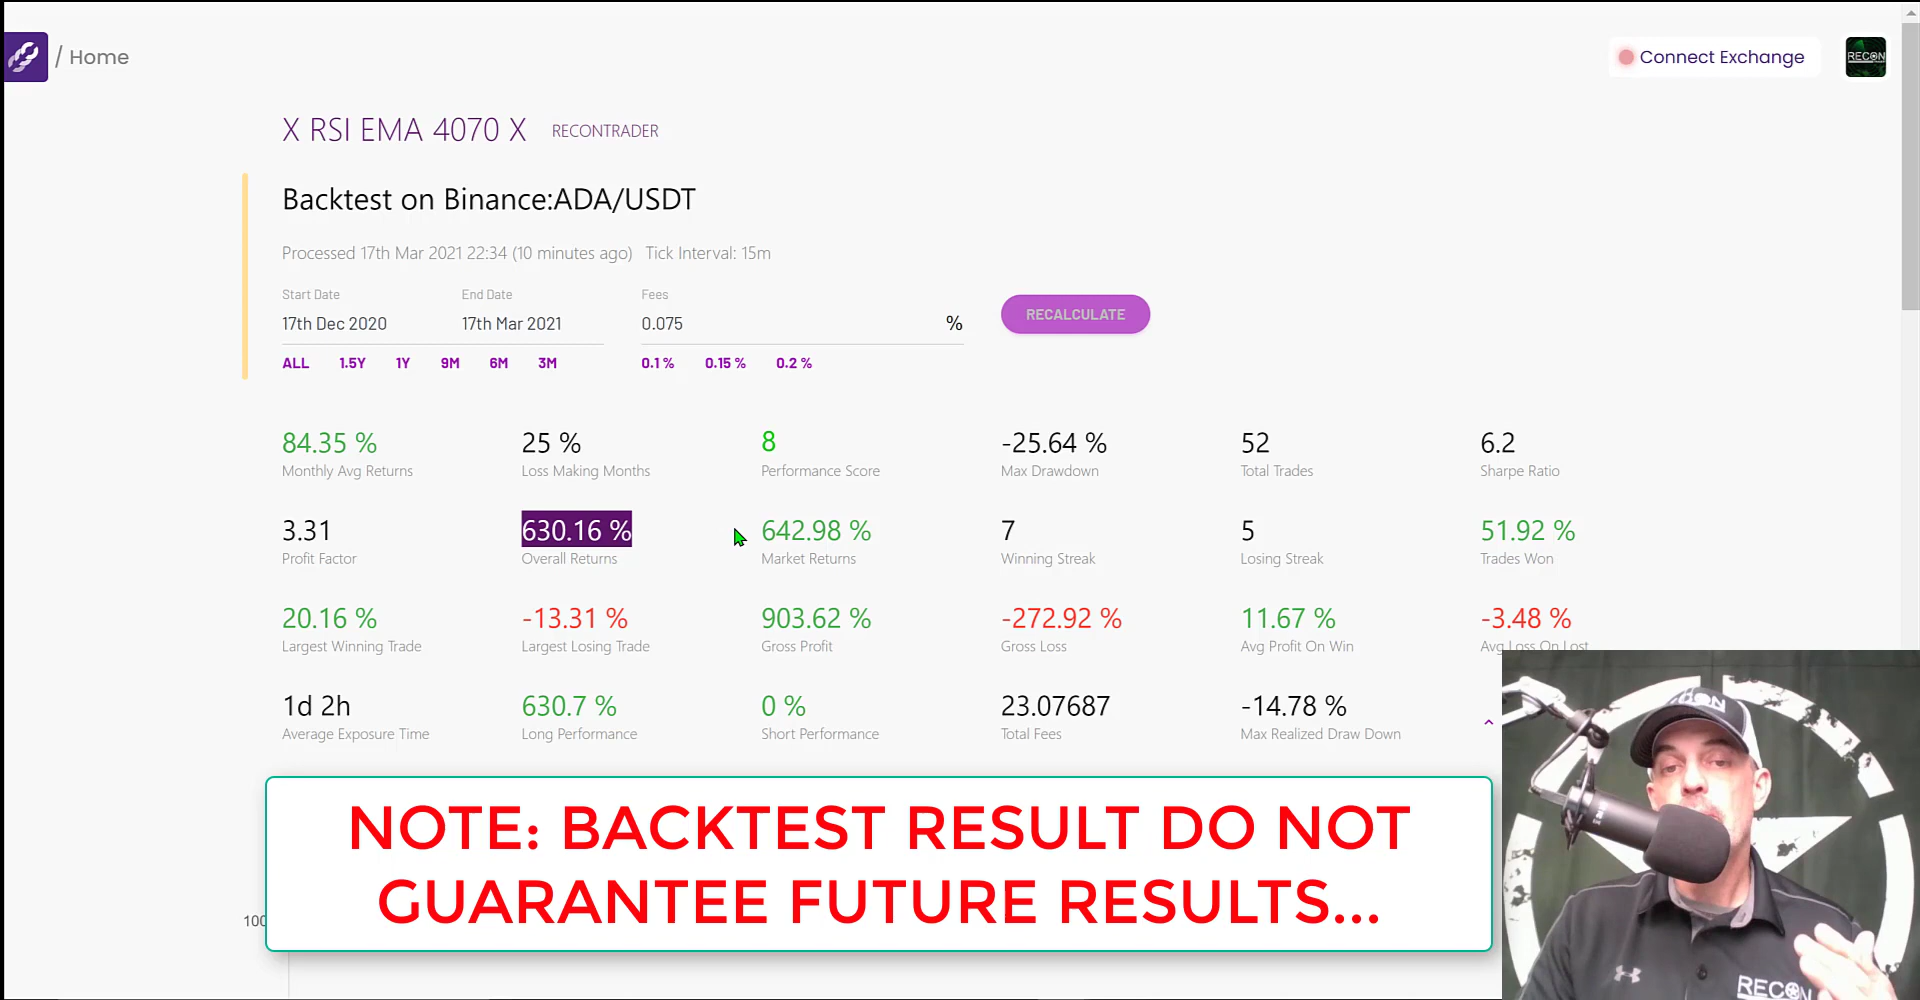 / Home
Connect Exchange
RECON
X RSI EMA 4070 X RECONTRADER
Backtest on Binance:ADA/USDT
Processed 17th Mar 2021 22:34 (10 minutes ago) Tick Interval: 15m
Start Date End Date Fees
17th Dec 2020 17th Mar 2021 0.075 %
RECALCULATE
ALL 1.5Y 1Y 9M 6M 3M 0.1 % 0.15 % 0.2 %
84.35 % 25 % 8 -25.64 % 52 6.2
Monthly Avg Returns Loss Making Months Performance Score Max Drawdown Total Trades Sharpe Ratio
3.31 630.16 % 642.98 % 7 5 51.92 %
Profit Factor Overall Returns Market Returns Winning Streak Losing Streak Trades Won
20.16 % -13.31 % 903.62 % -272.92 % 11.67 % -3.48 %
Largest Winning Trade Largest Losing Trade Gross Profit Gross Loss Avg Profit On Win Avg Loss On Lost
1d 2h 630.7 % 0 % 23.07687 -14.78 %
Average Exposure Time Long Performance Short Performance Total Fees Max Realized Draw Down
NOTE: BACKTEST RESULT DO NOT
GUARANTEE FUTURE RESULTS...
100
RECON
RECON